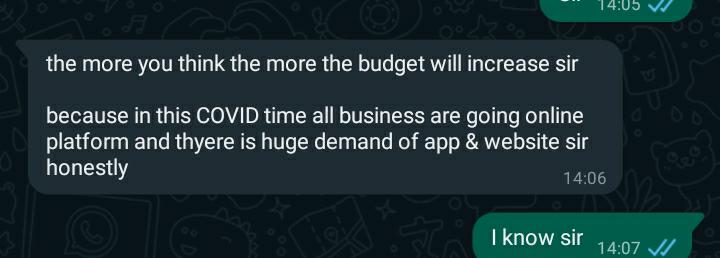 14:05
the more you think the more the budget will increase sir
because in this COVID time all business are going online
platform and thyere is huge demand of app & website sir
honestly
14:06
I know sir 14:07